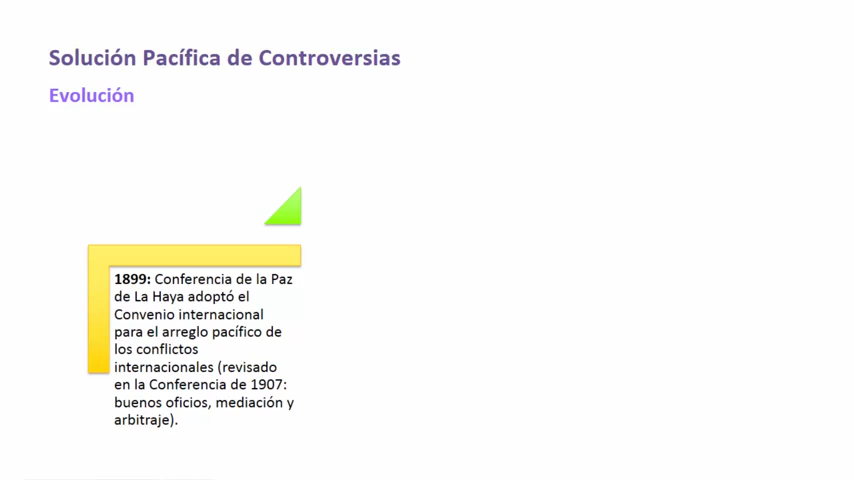 Solución Pacífica de Controversias
Evolución
1899: Conferencia de la Paz
de La Haya adoptó el
Convenio internacional
para el arreglo pacífico de
los conflictos
internacionales (revisado
en la Conferencia de 1907:
buenos oficios, mediación y
arbitraje).